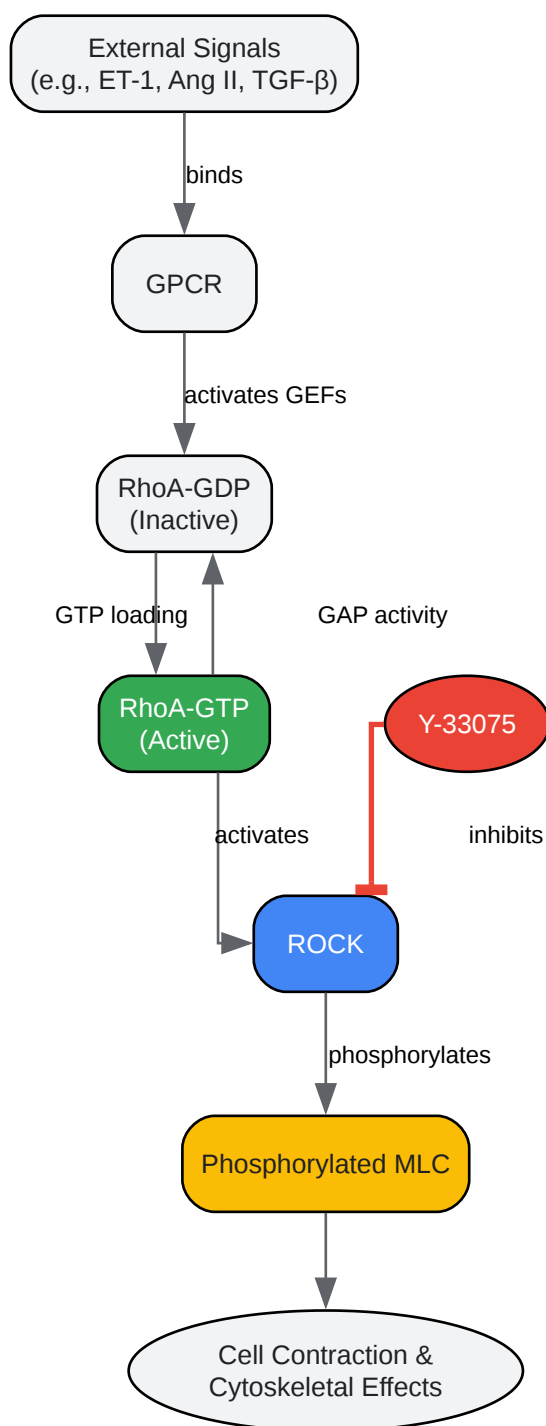 External Signals
(e.g., ET-1, Ang II, TGF-β)
binds
GPCR
activates GEFs
RhoA-GDP
(Inactive)
GTP loading
GAP activity
RhoA-GTP
(Active)
Y-33075
activates
inhibits
ROCK
phosphorylates
Phosphorylated MLC
Cell Contraction &
Cytoskeletal Effects